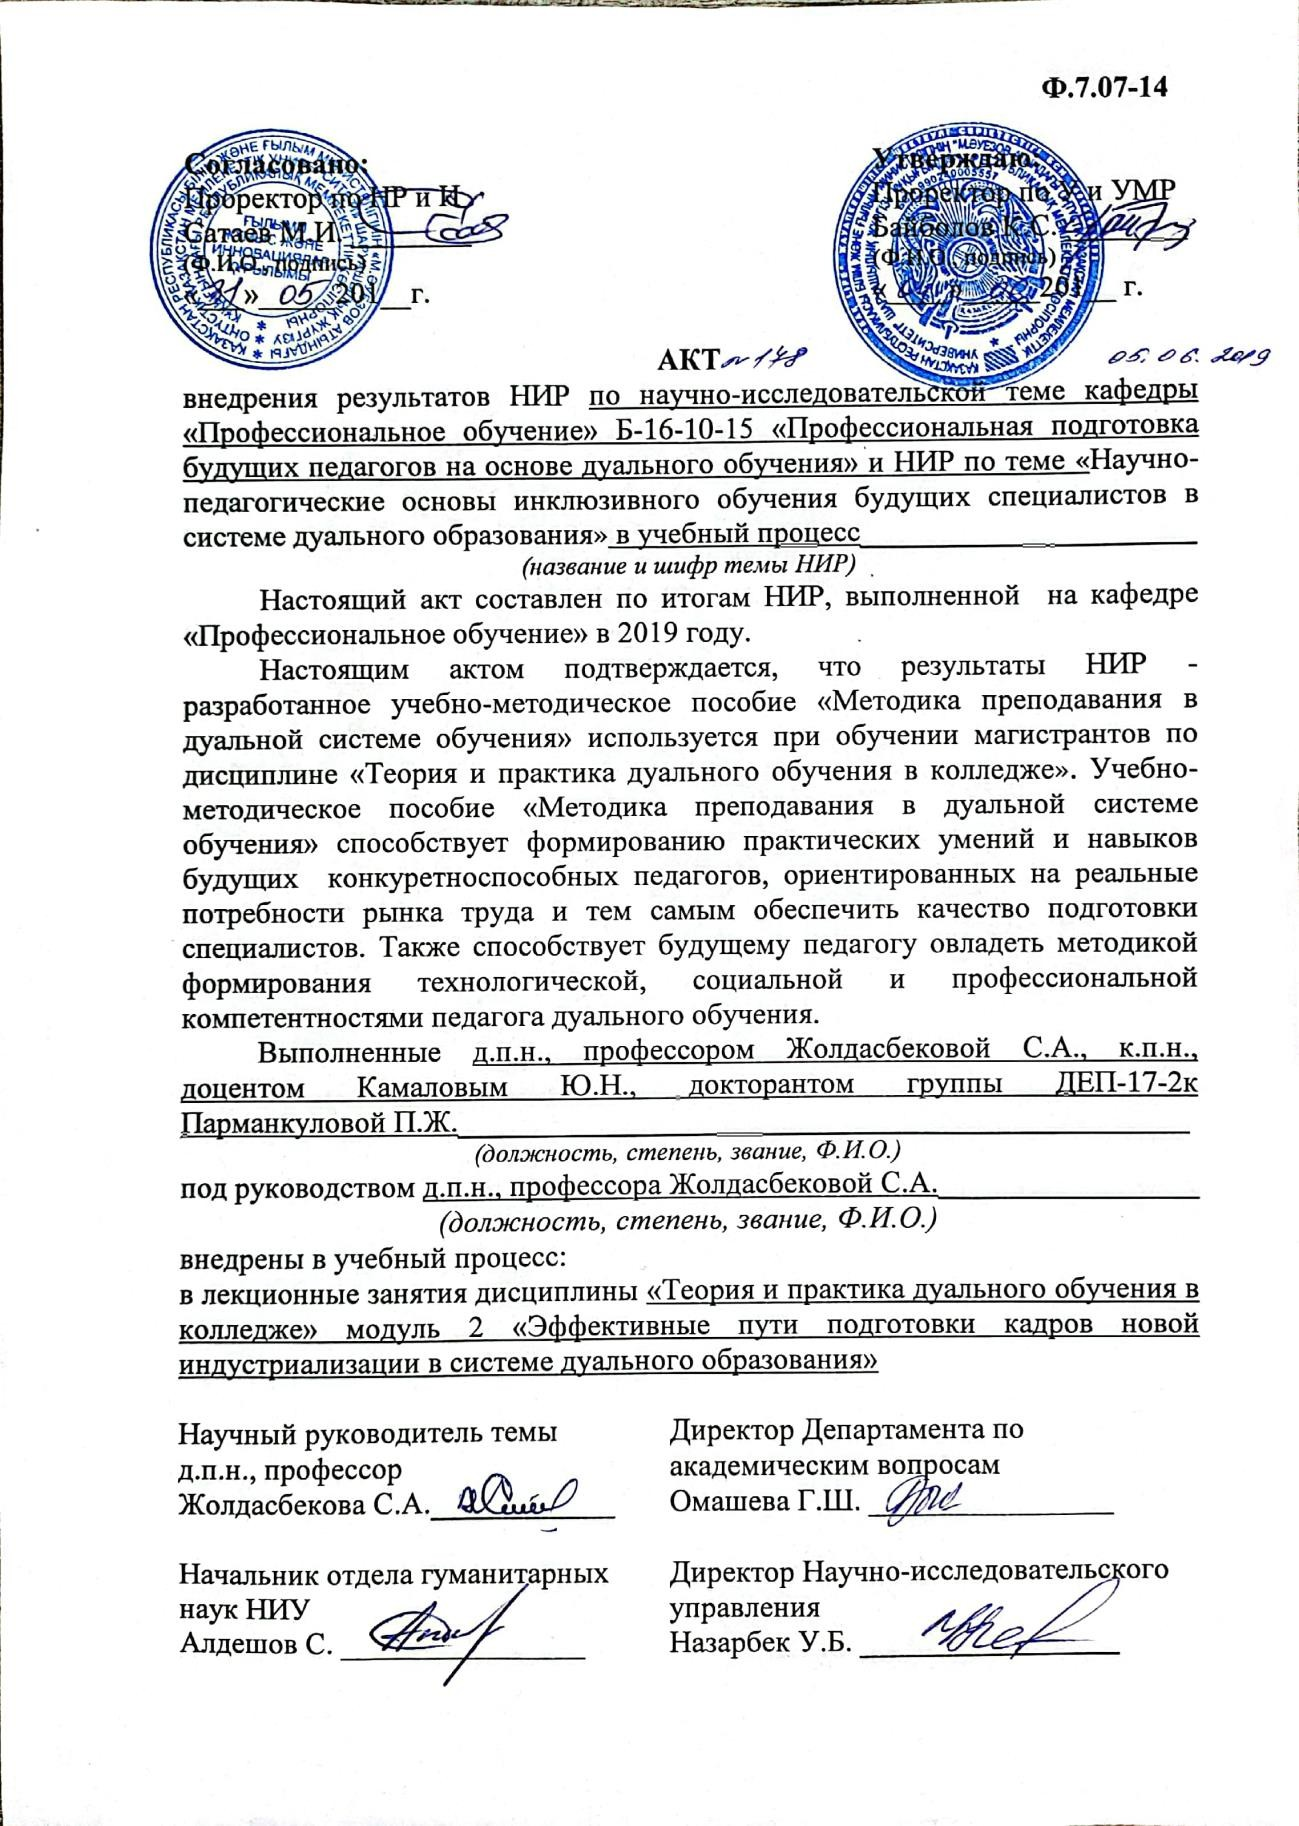 Ф.7.07-14
Согласовано:
Проректор по НР и И
Сатаев М.И.
(Ф.И.О., подпись)
«21» 05 201__г.
Утверждаю
Проректор по У и УМР
Байболов К.С.
(Ф.И.О., подпись)
201__ г.
АКТ №178 05.06.2019
внедрения результатов НИР по научно-исследовательской теме кафедры
«Профессиональное обучение» Б-16-10-15 «Профессиональная подготовка
будущих педагогов на основе дуального обучения» и НИР по теме «Научно-
педагогические основы инклюзивного обучения будущих специалистов в
системе дуального образования» в учебный процесс
(название и шифр темы НИР)
Настоящий акт составлен по итогам НИР, выполненной на кафедре
«Профессиональное обучение» в 2019 году.
Настоящим актом подтверждается, что результаты НИР -
разработанное учебно-методическое пособие «Методика преподавания в
дуальной системе обучения» используется при обучении магистрантов по
дисциплине «Теория и практика дуального обучения в колледже». Учебно-
методическое пособие «Методика преподавания в дуальной системе
обучения» способствует формированию практических умений и навыков
будущих конкуретноспособных педагогов, ориентированных на реальные
потребности рынка труда и тем самым обеспечить качество подготовки
специалистов. Также способствует будущему педагогу овладеть методикой
формирования технологической, социальной и профессиональной
компетентностями педагога дуального обучения.
Выполненные д.п.н., профессором Жолдасбековой С.А., к.п.н.,
доцентом Камаловым Ю.Н., докторантом группы ДЕП-17-2к
Парманкуловой П.Ж.
(должность, степень, звание, Ф.И.О.)
под руководством д.п.н., профессора Жолдасбековой С.А.
(должность, степень, звание, Ф.И.О.)
внедрены в учебный процесс:
в лекционные занятия дисциплины «Теория и практика дуального обучения в
колледже» модуль 2 «Эффективные пути подготовки кадров новой
индустриализации в системе дуального образования»
Научный руководитель темы
д.п.н., профессор
Жолдасбекова С.А.
Директор Департамента по
академическим вопросам
Омашева Г.Ш.
Начальник отдела гуманитарных
наук НИУ
Алдешов С.
Директор Научно-исследовательского
управления
Назарбек У.Б.